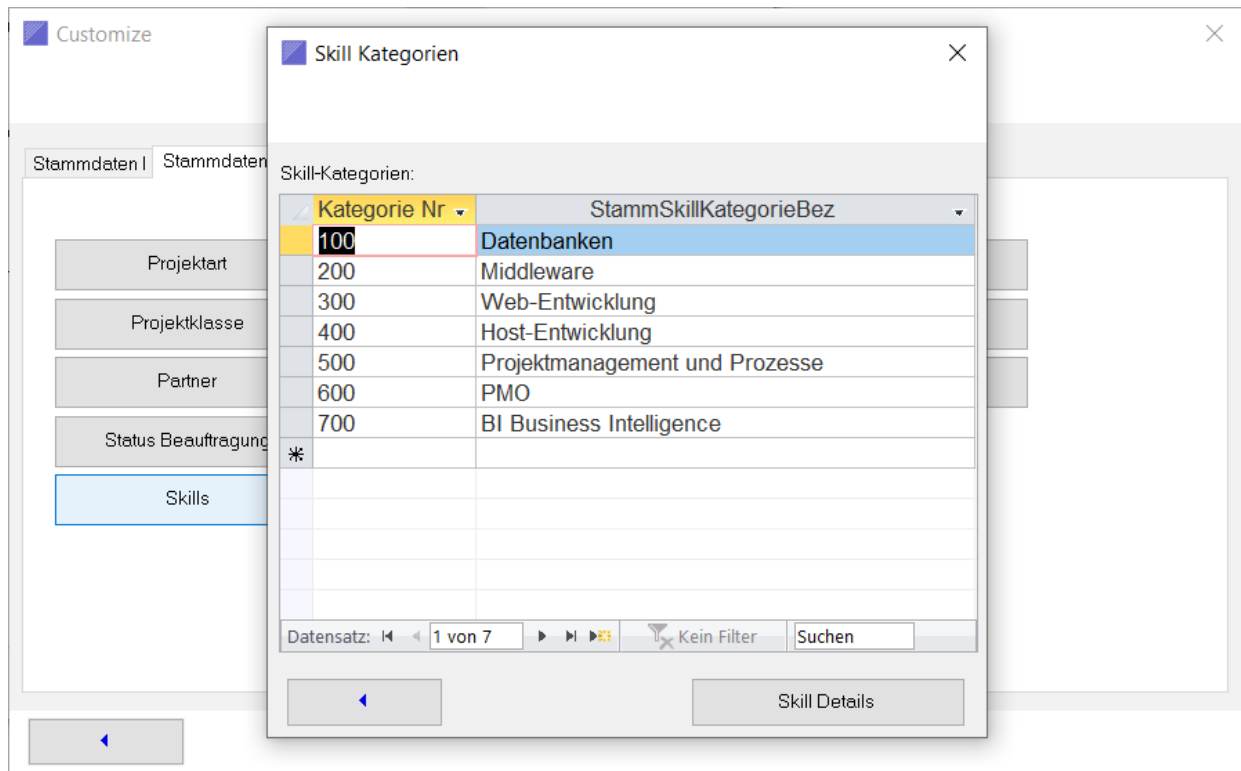 Customize
Skill Kategorien
Stammdaten I Stammdaten
Skill-Kategorien:
Kategorie Nr StammSkillKategorieBez
100 Datenbanken
200 Middleware
300 Web-Entwicklung
400 Host-Entwicklung
500 Projektmanagement und Prozesse
600 PMO
700 BI Business Intelligence
Projektart
Projektklasse
Partner
Status Beauftragung
Skills
Datensatz: 1 von 7 Kein Filter Suchen
Skill Details